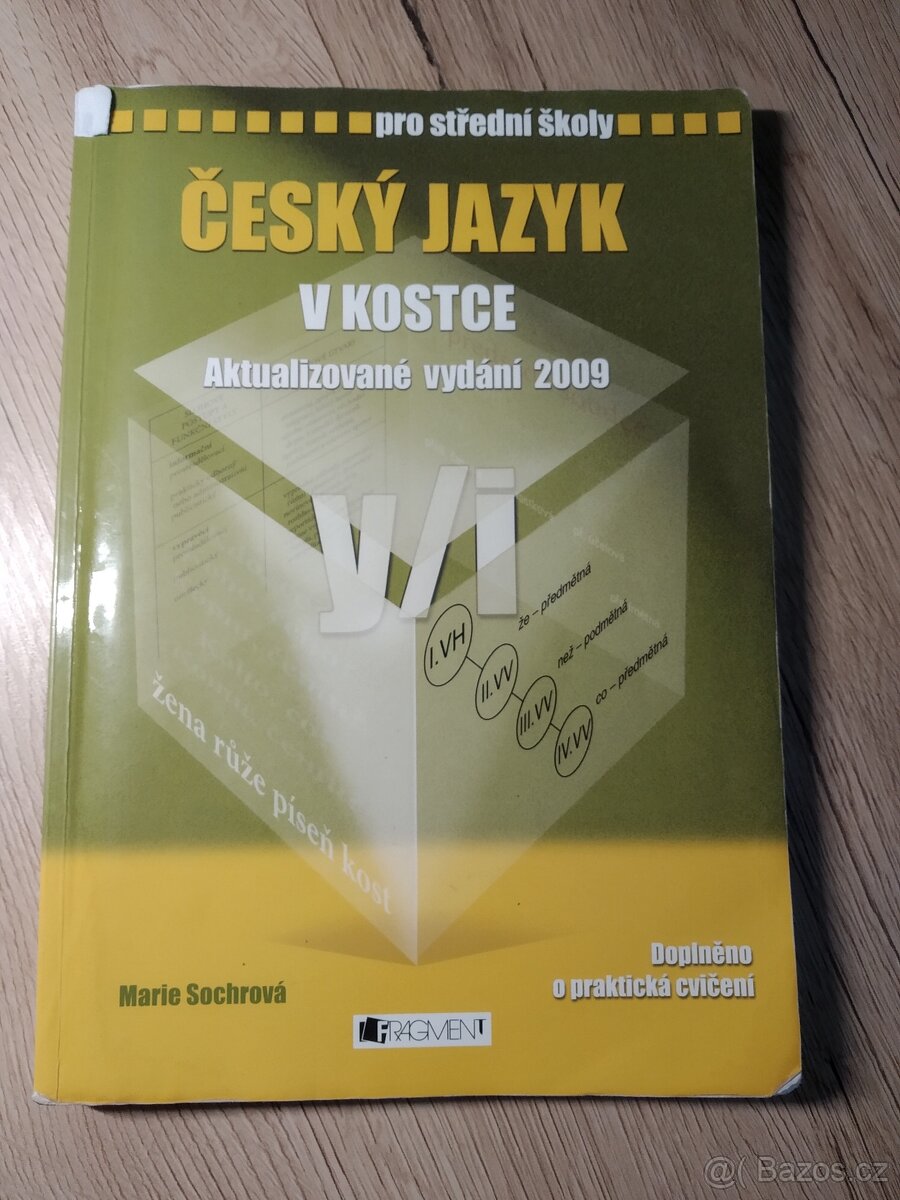 pro střední školy
ČESKÝ JAZYK
V KOSTCE
Aktualizované vydání 2009
y/i
že – předmětná
I.VH
než – podmětná
II.VV
co – předmětná
III.VV
IV.VV
žena růže píseň kost
Doplněno
o praktická cvičení
Marie Sochrová
FRAGMENT
@( Bazos.cz